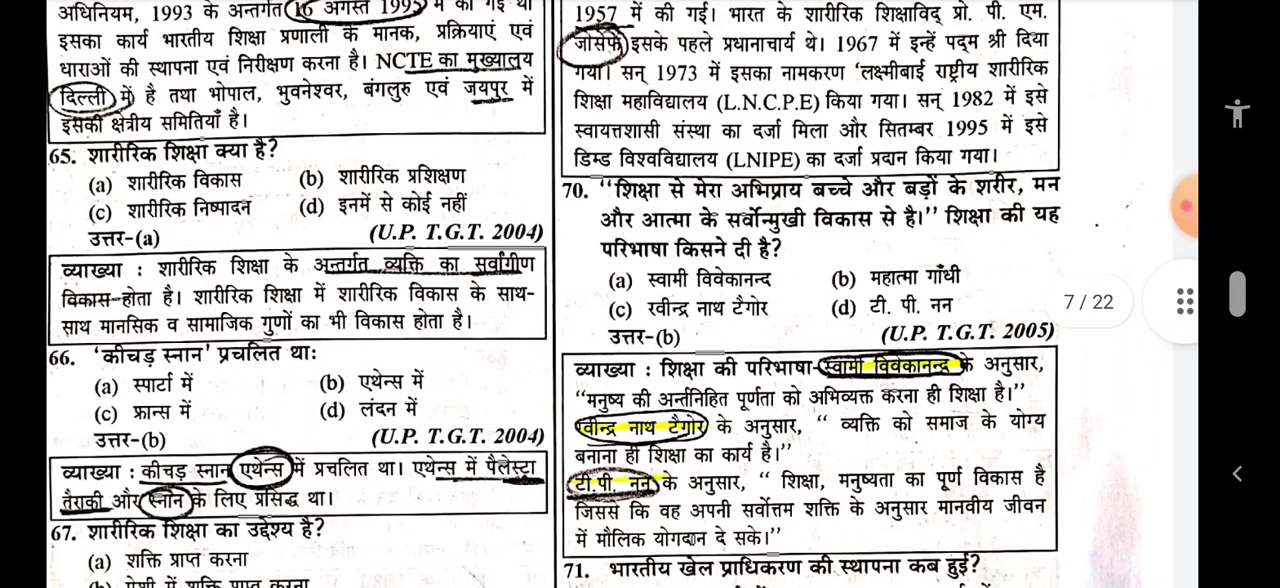 अधिनियम, 1993 के अन्तर्गत 16 अगस्त 1995 में की गई थी
इसका कार्य भारतीय शिक्षा प्रणाली के मानक, प्रक्रियाएं एवं
धाराओं की स्थापना एवं निरीक्षण करना है। NCTE का मुख्यालय
दिल्ली में है तथा भोपाल, भुवनेश्वर, बंगलुरु एवं जयपुर में
इसकी क्षेत्रीय समितियाँ है।
65. शारीरिक शिक्षा क्या है?
(a) शारीरिक विकास (b) शारीरिक प्रशिक्षण
(c) शारीरिक निष्पादन (d) इनमें से कोई नहीं
उत्तर-(a) (U.P. T.G.T. 2004)
व्याख्या : शारीरिक शिक्षा के अन्तर्गत व्यक्ति का सर्वांगीण
विकास होता है। शारीरिक शिक्षा में शारीरिक विकास के साथ-
साथ मानसिक व सामाजिक गुणों का भी विकास होता है।
66. 'कीचड़ स्नान' प्रचलित था:
(a) स्पार्टा में (b) एथेन्स में
(c) फ्रान्स में (d) लंदन में
उत्तर-(b) (U.P. T.G.T. 2004)
व्याख्या : कीचड़ स्नान एथेन्स में प्रचलित था। एथेन्स में पैलेस्ट्रा
तैराकी और स्नान के लिए प्रसिद्ध था।
67. शारीरिक शिक्षा का उद्देश्य है?
(a) शक्ति प्राप्त करना
1957 में की गई। भारत के शारीरिक शिक्षाविद् प्रो. पी. एम.
जोसेफ इसके पहले प्रधानाचार्य थे। 1967 में इन्हें पद्म श्री दिया
गया। सन् 1973 में इसका नामकरण 'लक्ष्मीबाई राष्ट्रीय शारीरिक
शिक्षा महाविद्यालय (L.N.C.P.E) किया गया। सन् 1982 में इसे
स्वायत्तशासी संस्था का दर्जा मिला और सितम्बर 1995 में इसे
डिम्ड विश्वविद्यालय (LNIPE) का दर्जा प्रदान किया गया।
70. "शिक्षा से मेरा अभिप्राय बच्चे और बड़ों के शरीर, मन
और आत्मा के सर्वोन्मुखी विकास से है।" शिक्षा की यह
परिभाषा किसने दी है?
(a) स्वामी विवेकानन्द (b) महात्मा गाँधी
(c) रवीन्द्र नाथ टैगोर (d) टी. पी. नन
उत्तर-(b) (U.P. T.G.T. 2005)
व्याख्या : शिक्षा की परिभाषा-स्वामी विवेकानन्द के अनुसार,
"मनुष्य की अर्न्तनिहित पूर्णता को अभिव्यक्त करना ही शिक्षा है।"
रवीन्द्र नाथ टैगोर के अनुसार, " व्यक्ति को समाज के योग्य
बनाना ही शिक्षा का कार्य है।"
टी.पी. नन के अनुसार, " शिक्षा, मनुष्यता का पूर्ण विकास है
जिससे कि वह अपनी सर्वोत्तम शक्ति के अनुसार मानवीय जीवन
में मौलिक योगदान दे सके।"
71. भारतीय खेल प्राधिकरण की स्थापना कब हुई?
7 / 22